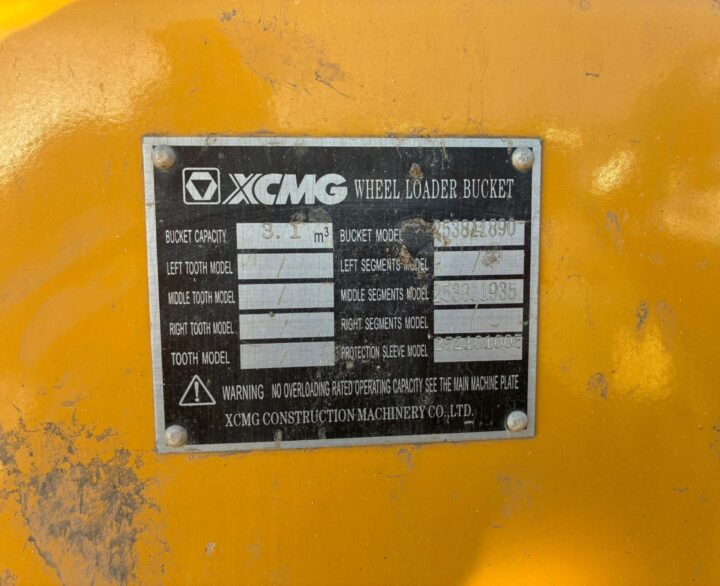 XCMG WHEEL LOADER BUCKET
BUCKET CAPACITY 3.1 m³ BUCKET MODEL 253811890
LEFT TOOTH MODEL / LEFT SEGMENTS MODEL /
MIDDLE TOOTH MODEL / MIDDLE SEGMENTS MODEL 253811935
RIGHT TOOTH MODEL / RIGHT SEGMENTS MODEL /
TOOTH MODEL / PROTECTION SLEEVE MODEL
WARNING NO OVERLOADING RATED OPERATING CAPACITY SEE THE MAIN MACHINE PLATE
XCMG CONSTRUCTION MACHINERY CO.,LTD.